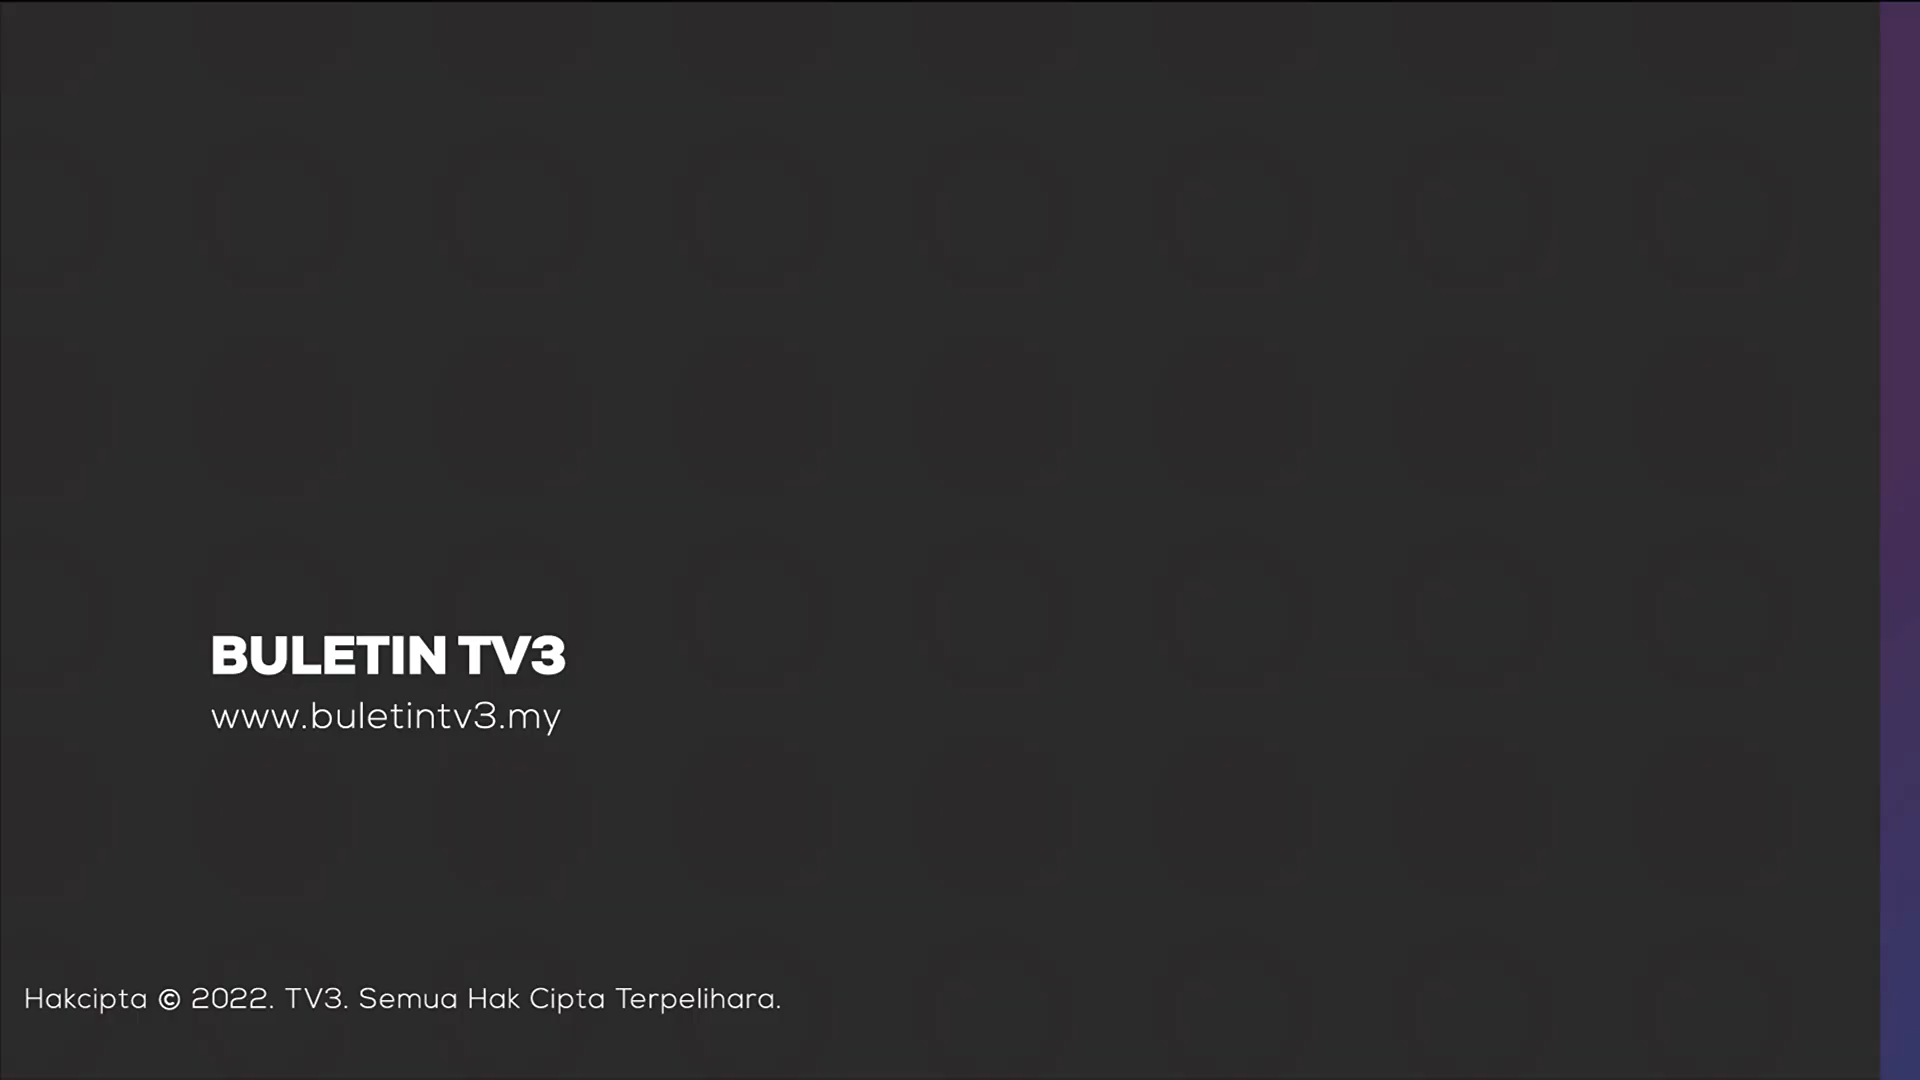 BULETIN TV3
www.buletintv3.my
Hakcipta © 2022. TV3. Semua Hak Cipta Terpelihara.